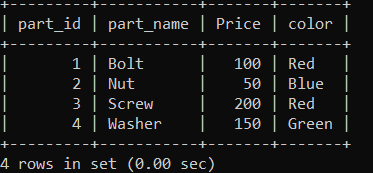 +---------+-----------+-------+-------+
| part_id | part_name | Price | color |
+---------+-----------+-------+-------+
|       1 | Bolt      |   100 | Red   |
|       2 | Nut       |    50 | Blue  |
|       3 | Screw     |   200 | Red   |
|       4 | Washer    |   150 | Green |
+---------+-----------+-------+-------+
4 rows in set (0.00 sec)